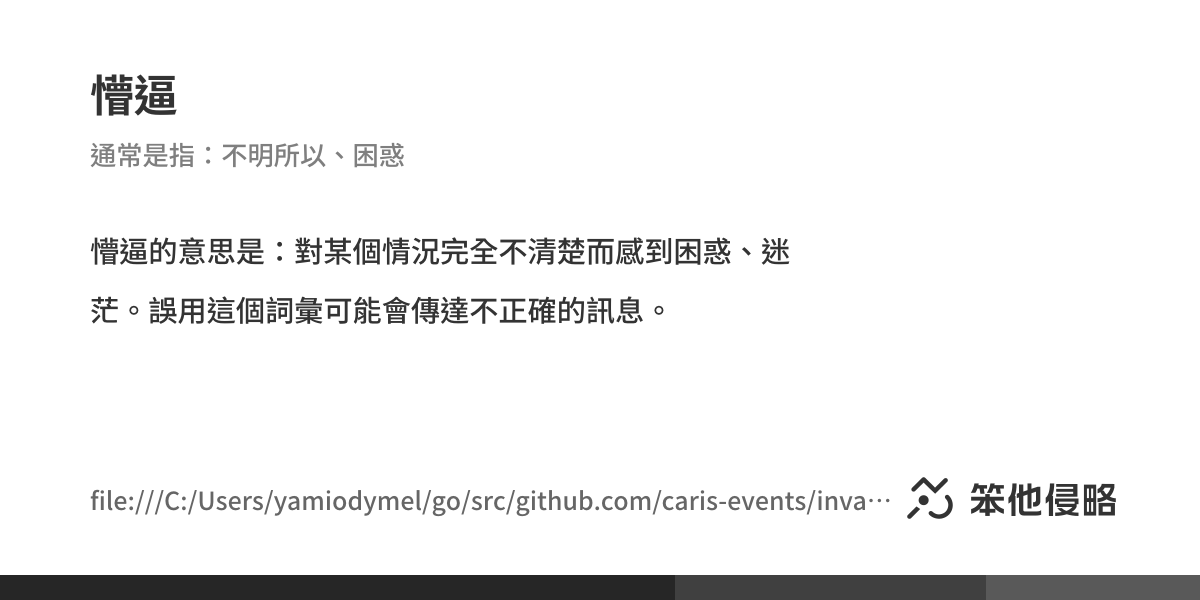 懵逼
通常是指：不明所以、困惑
懵逼的意思是：對某個情況完全不清楚而感到困惑、迷
茫。誤用這個詞彙可能會傳達不正確的訊息。
file:///C:/Users/yamiodymel/go/src/github.com/caris-events/inva…
笨他侵略